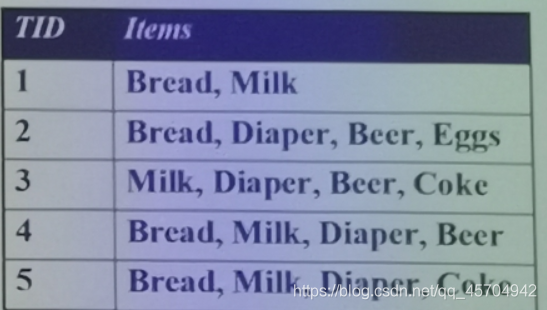 TID Items
1 Bread, Milk
2 Bread, Diaper, Beer, Eggs
3 Milk, Diaper, Beer, Coke
4 Bread, Milk, Diaper, Beer
5 Bread, Milk, Diaper, Coke
https://blog.csdn.net/qq_45704942